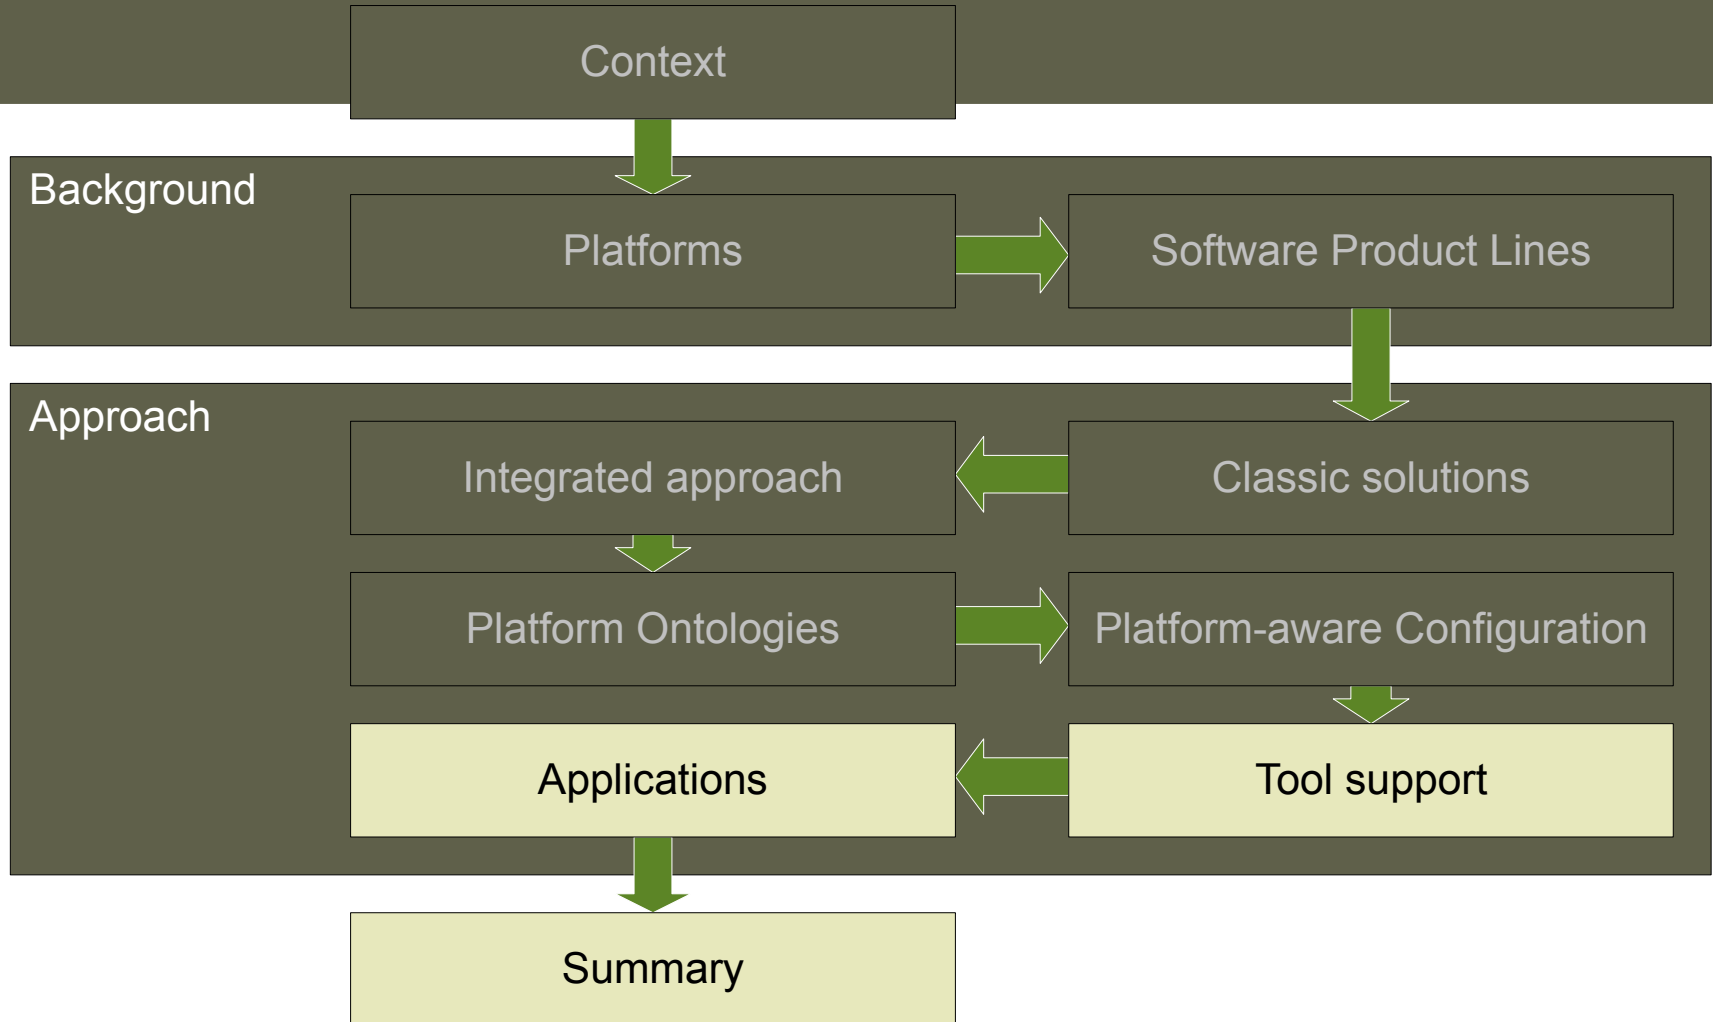 Context
Background
Platforms
Software Product Lines
Approach
Integrated approach
Classic solutions
Platform Ontologies
Platform-aware Configuration
Applications
Tool support
Summary